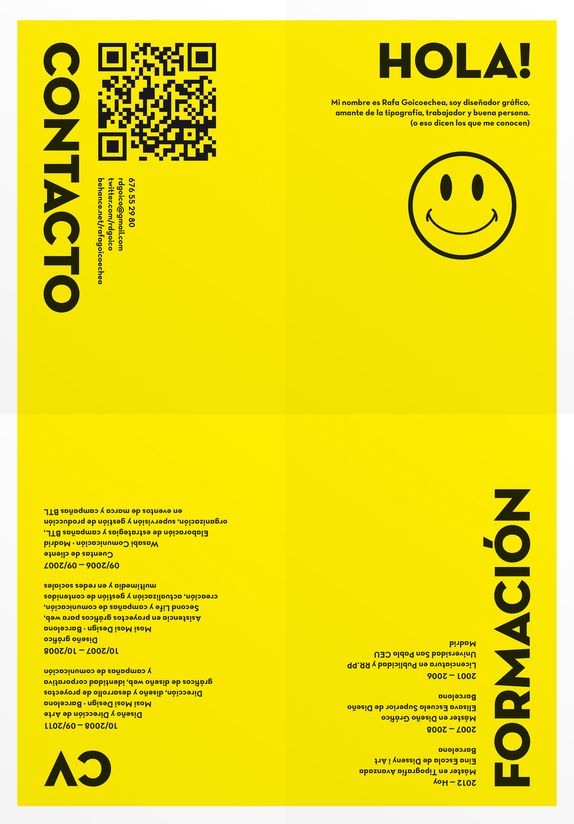 HOLA!
Mi nombre es Rafa Goicoechea, soy diseñador gráfico,
amante de la tipografía, trabajador y buena persona.
(o eso dicen los que me conocen)
CONTACTO
676 55 29 80
rdgoico@gmail.com
twitter.com/rdgoico
behance.net/rafagoicoechea
CV
10/2008 – 09/2011
Diseño y Dirección de Arte
Mosi Mosi Design · Barcelona
Dirección, diseño y desarrollo de proyectos
gráficos de diseño web, identidad corporativa
y campañas de comunicación
10/2007 – 10/2008
Diseño gráfico
Mosi Mosi Design · Barcelona
Asistencia en proyectos gráficos para web,
Second Life y campañas de comunicación,
creación, actualización y gestión de contenidos
multimedia y en redes sociales
09/2006 – 09/2007
Cuentas de cliente
Wasabi Comunicación · Madrid
Elaboración de estrategias y campañas BTL,
organización, supervisión y gestión de producción
en eventos de marca y campañas BTL
FORMACIÓN
2012 – Hoy
Máster en Tipografía Avanzada
Eina Escola de Disseny i Art
Barcelona
2007 – 2008
Máster en Diseño Gráfico
Elisava Escuela Superior de Diseño
Barcelona
2001 – 2006
Licenciatura en Publicidad y RR.PP
Universidad San Pablo CEU
Madrid